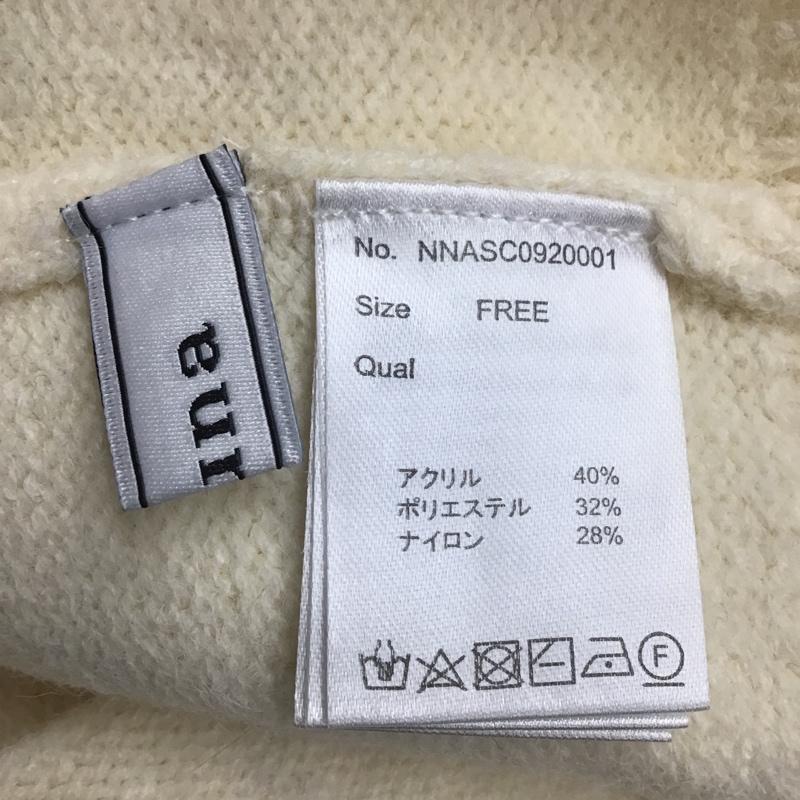 No. NNASC0920001
Size FREE
Qual
アクリル 40%
ポリエステル 32%
ナイロン 28%
F